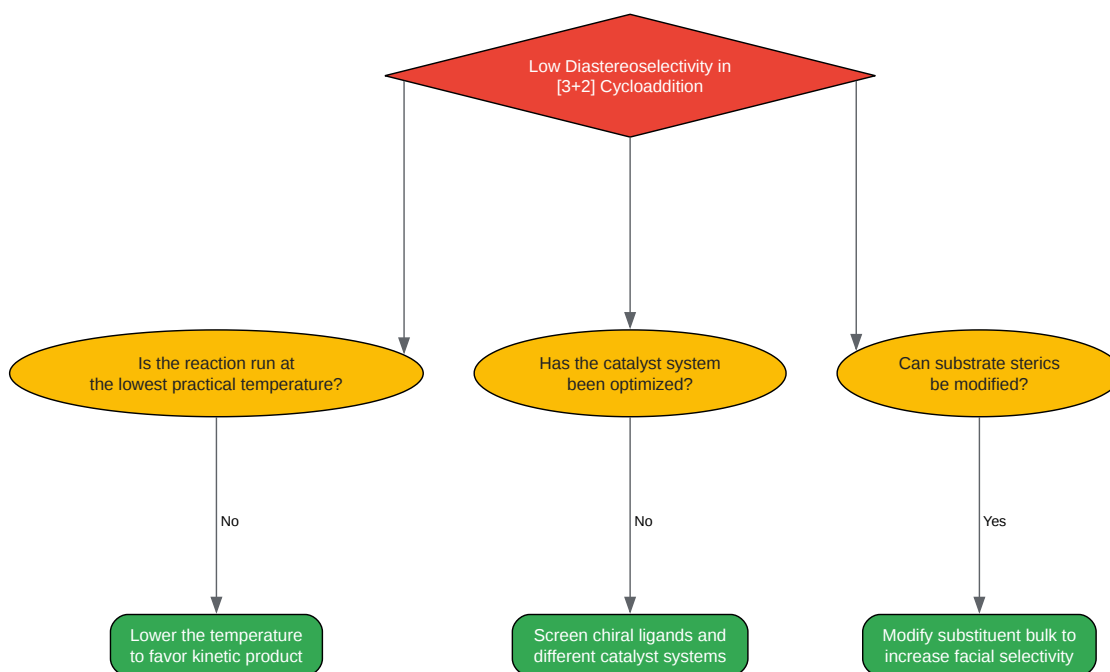 Low Diastereoselectivity in
[3+2] Cycloaddition
Is the reaction run at
the lowest practical temperature?
Has the catalyst system
been optimized?
Can substrate sterics
be modified?
No
No
Yes
Lower the temperature
to favor kinetic product
Screen chiral ligands and
different catalyst systems
Modify substituent bulk to
increase facial selectivity